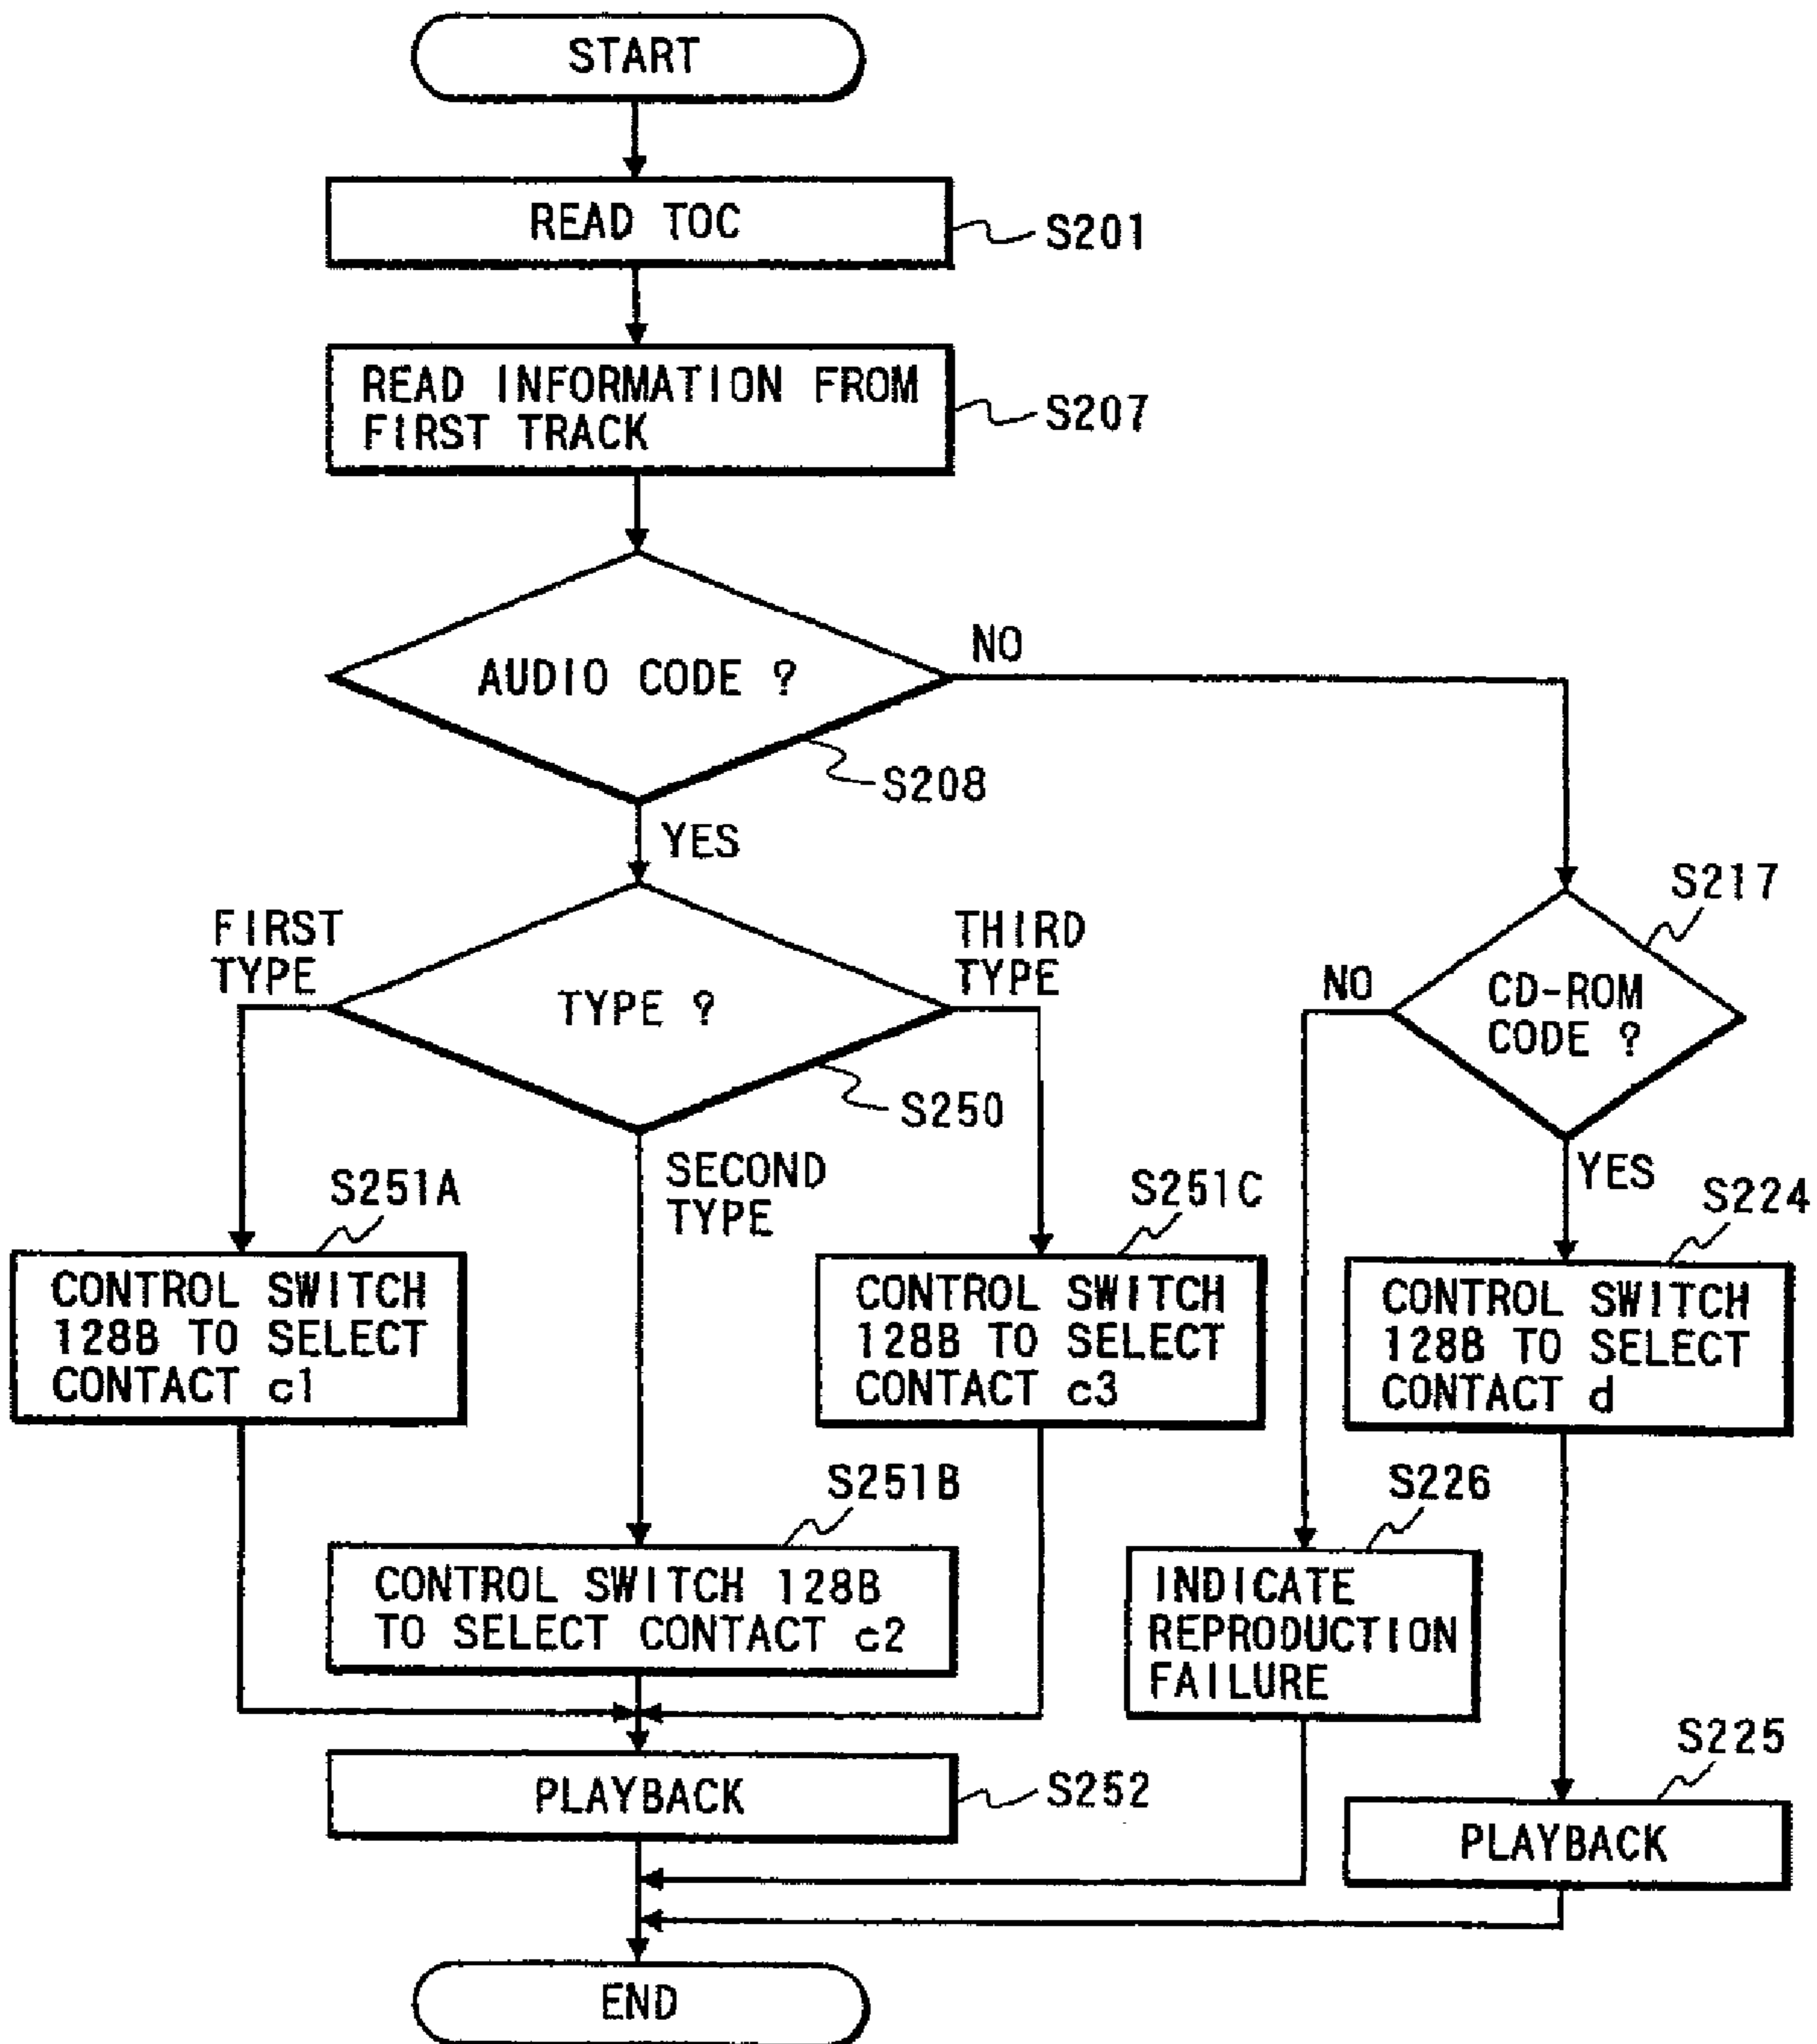 START
READ TOC
S201
READ INFORMATION FROM
FIRST TRACK
S207
AUDIO CODE ?
NO
S208
YES
S217
FIRST
TYPE
THIRD
TYPE
TYPE ?
NO
CD-ROM
CODE ?
S250
SECOND
TYPE
YES
S251A
S251C
S224
CONTROL SWITCH
128B TO SELECT
CONTACT c1
CONTROL SWITCH
128B TO SELECT
CONTACT c3
CONTROL SWITCH
128B TO SELECT
CONTACT d
S251B
S226
CONTROL SWITCH 128B
TO SELECT CONTACT c2
INDICATE
REPRODUCTION
FAILURE
PLAYBACK
S252
S225
PLAYBACK
END